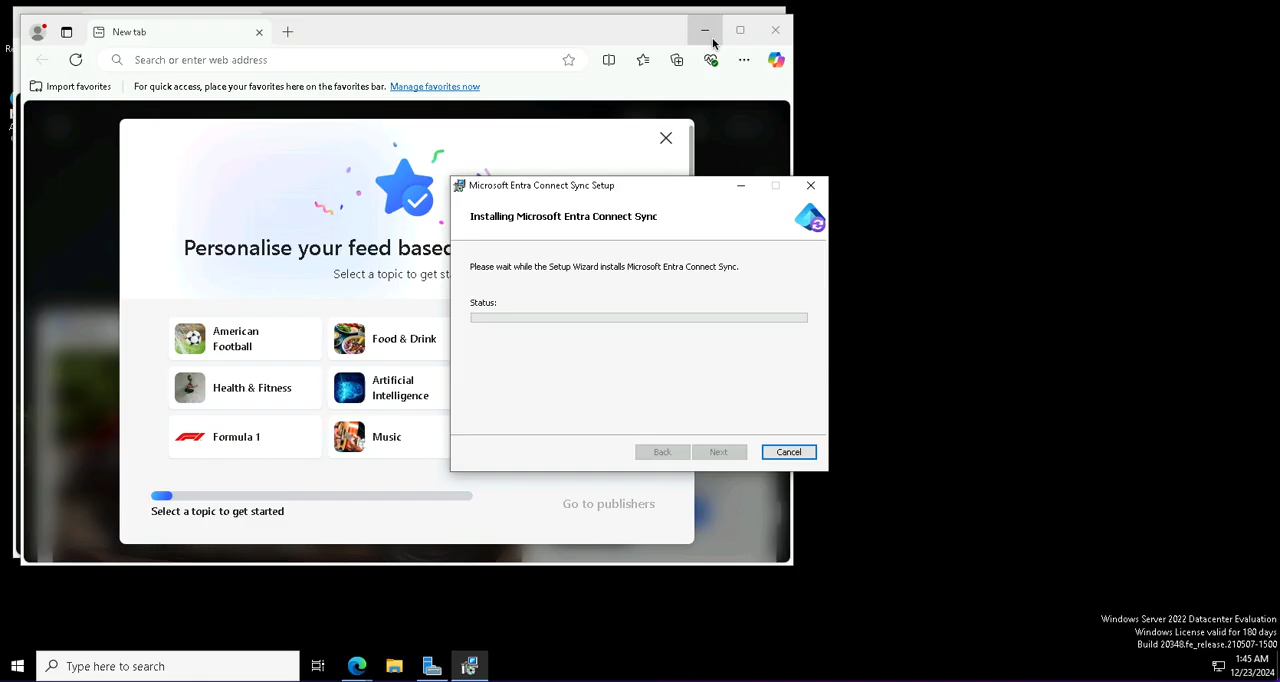 New tab
Search or enter web address
Import favorites
For quick access, place your favorites here on the favorites bar. Manage favorites now
Microsoft Entra Connect Sync Setup
Installing Microsoft Entra Connect Sync
Please wait while the Setup Wizard installs Microsoft Entra Connect Sync.
Status:
Back
Next
Cancel
Personalise your feed based
Select a topic to get st
American
Football
Food & Drink
Health & Fitness
Artificial
Intelligence
Formula 1
Music
Select a topic to get started
Go to publishers
Windows Server 2022 Datacenter Evaluation
Windows License valid for 180 days
Build 20348.fe_release.210507-1500
Type here to search
1:45 AM
12/23/2024